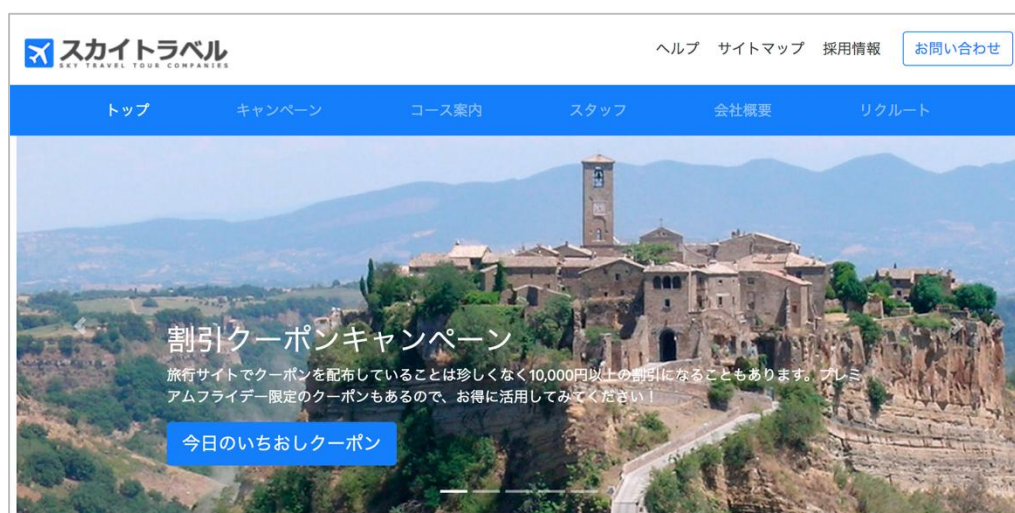 スカイトラベル
SKY TRAVEL TOUR COMPANIES
ヘルプ サイトマップ 採用情報 お問い合わせ
トップ キャンペーン コース案内 スタッフ 会社概要 リクルート
割引クーポンキャンペーン
旅行サイトでクーポンを配布していることは珍しくなく10,000円以上の割引になることもあります。プレミ
アムフライデー限定のクーポンもあるので、お得に活用してみてください！
今日のいちおしクーポン